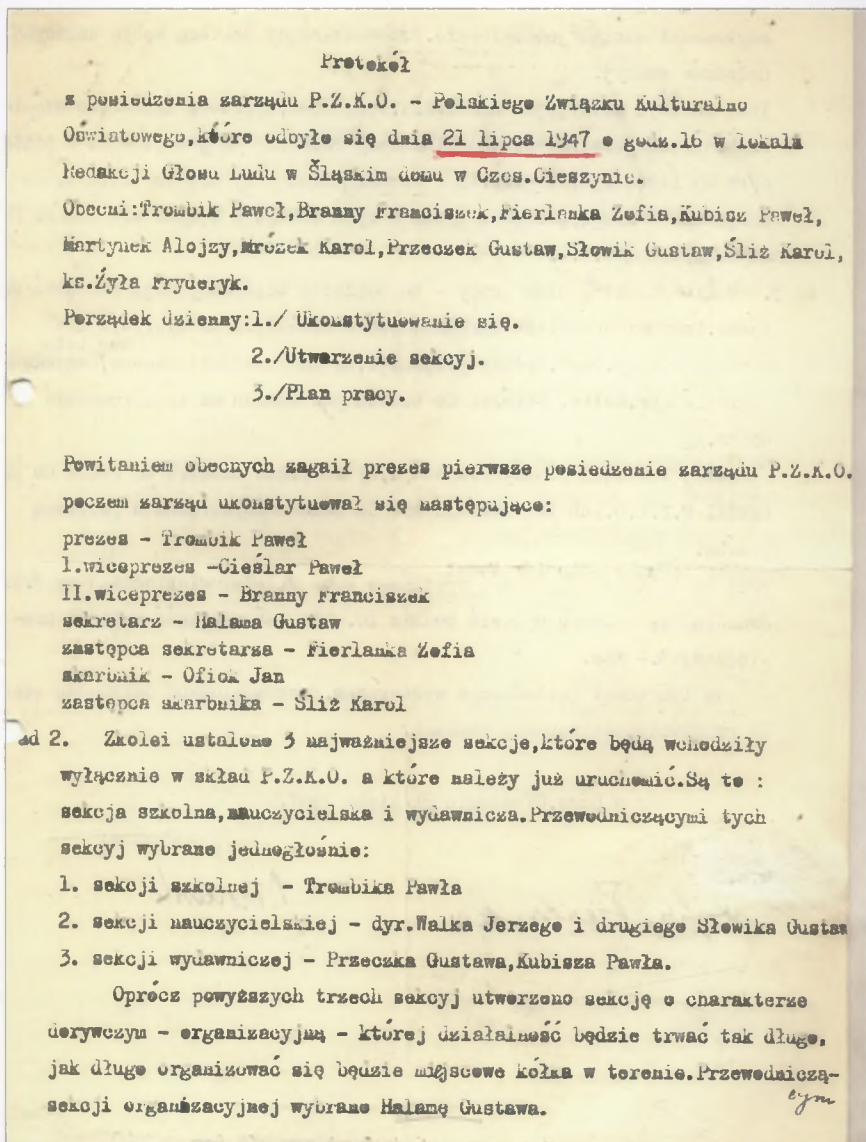 Protokół
z posiedzenia zarządu P.Z.K.O. - Polskiego Związku Kulturalno
Oświatowego,które odbyło się dnia 21 lipca 1947 o godz.16 w lokalu
Redakcji Głosu Ludu w Śląskim domu w Czes.Cieszynie.
Obecni:Trombik Paweł,Branny Franciszek,Fierlanka Zofia,Kubisz Paweł,
Martynek Alojzy,Mrózek Karol,Przeczek Gustaw,Słowik Gustaw,Śliż Karol,
ks.Żyła Fryderyk.
Porządek dzienny:1./ Ukonstytuowanie się.
2./Utworzenie sekcyj.
3./Plan pracy.
Powitaniem obecnych zagaił prezes pierwsze posiedzenie zarządu P.Z.K.O.
poczem zarząd ukonstytuował się następująco:
prezes - Trombik Paweł
I.wiceprezes -Cieślar Paweł
II.wiceprezes - Branny Franciszek
sekretarz - Halama Gustaw
zastępca sekretarza - Fierlanka Zofia
skarbnik - Ofiok Jan
zastępca skarbnika - Śliż Karol
ad 2. Zkolei ustalono 3 najważniejsze sekcje,które będą wchodziły
wyłącznie w skład P.Z.K.O. a które należy już uruchomić.Są to :
sekcja szkolna,nauczycielska i wydawnicza.Przewodniczącymi tych
sekcyj wybrano jednogłośnie:
1. sekcji szkolnej - Trombika Pawła
2. sekcji nauczycielskiej - dyr.Walka Jerzego i drugiego Słowika Gustaw
3. sekcji wydawniczej - Przeczka Gustawa,Kubisza Pawła.
Oprócz powyższych trzech sekcyj utworzono sekcję o charakterze
dorywczym - organizacyjną - której działalność będzie trwać tak długo,
jak długo organizować się będzie miejscowe kółka w terenie.Przewodniczą-
cym
sekcji organizacyjnej wybrano Halamę Gustawa.